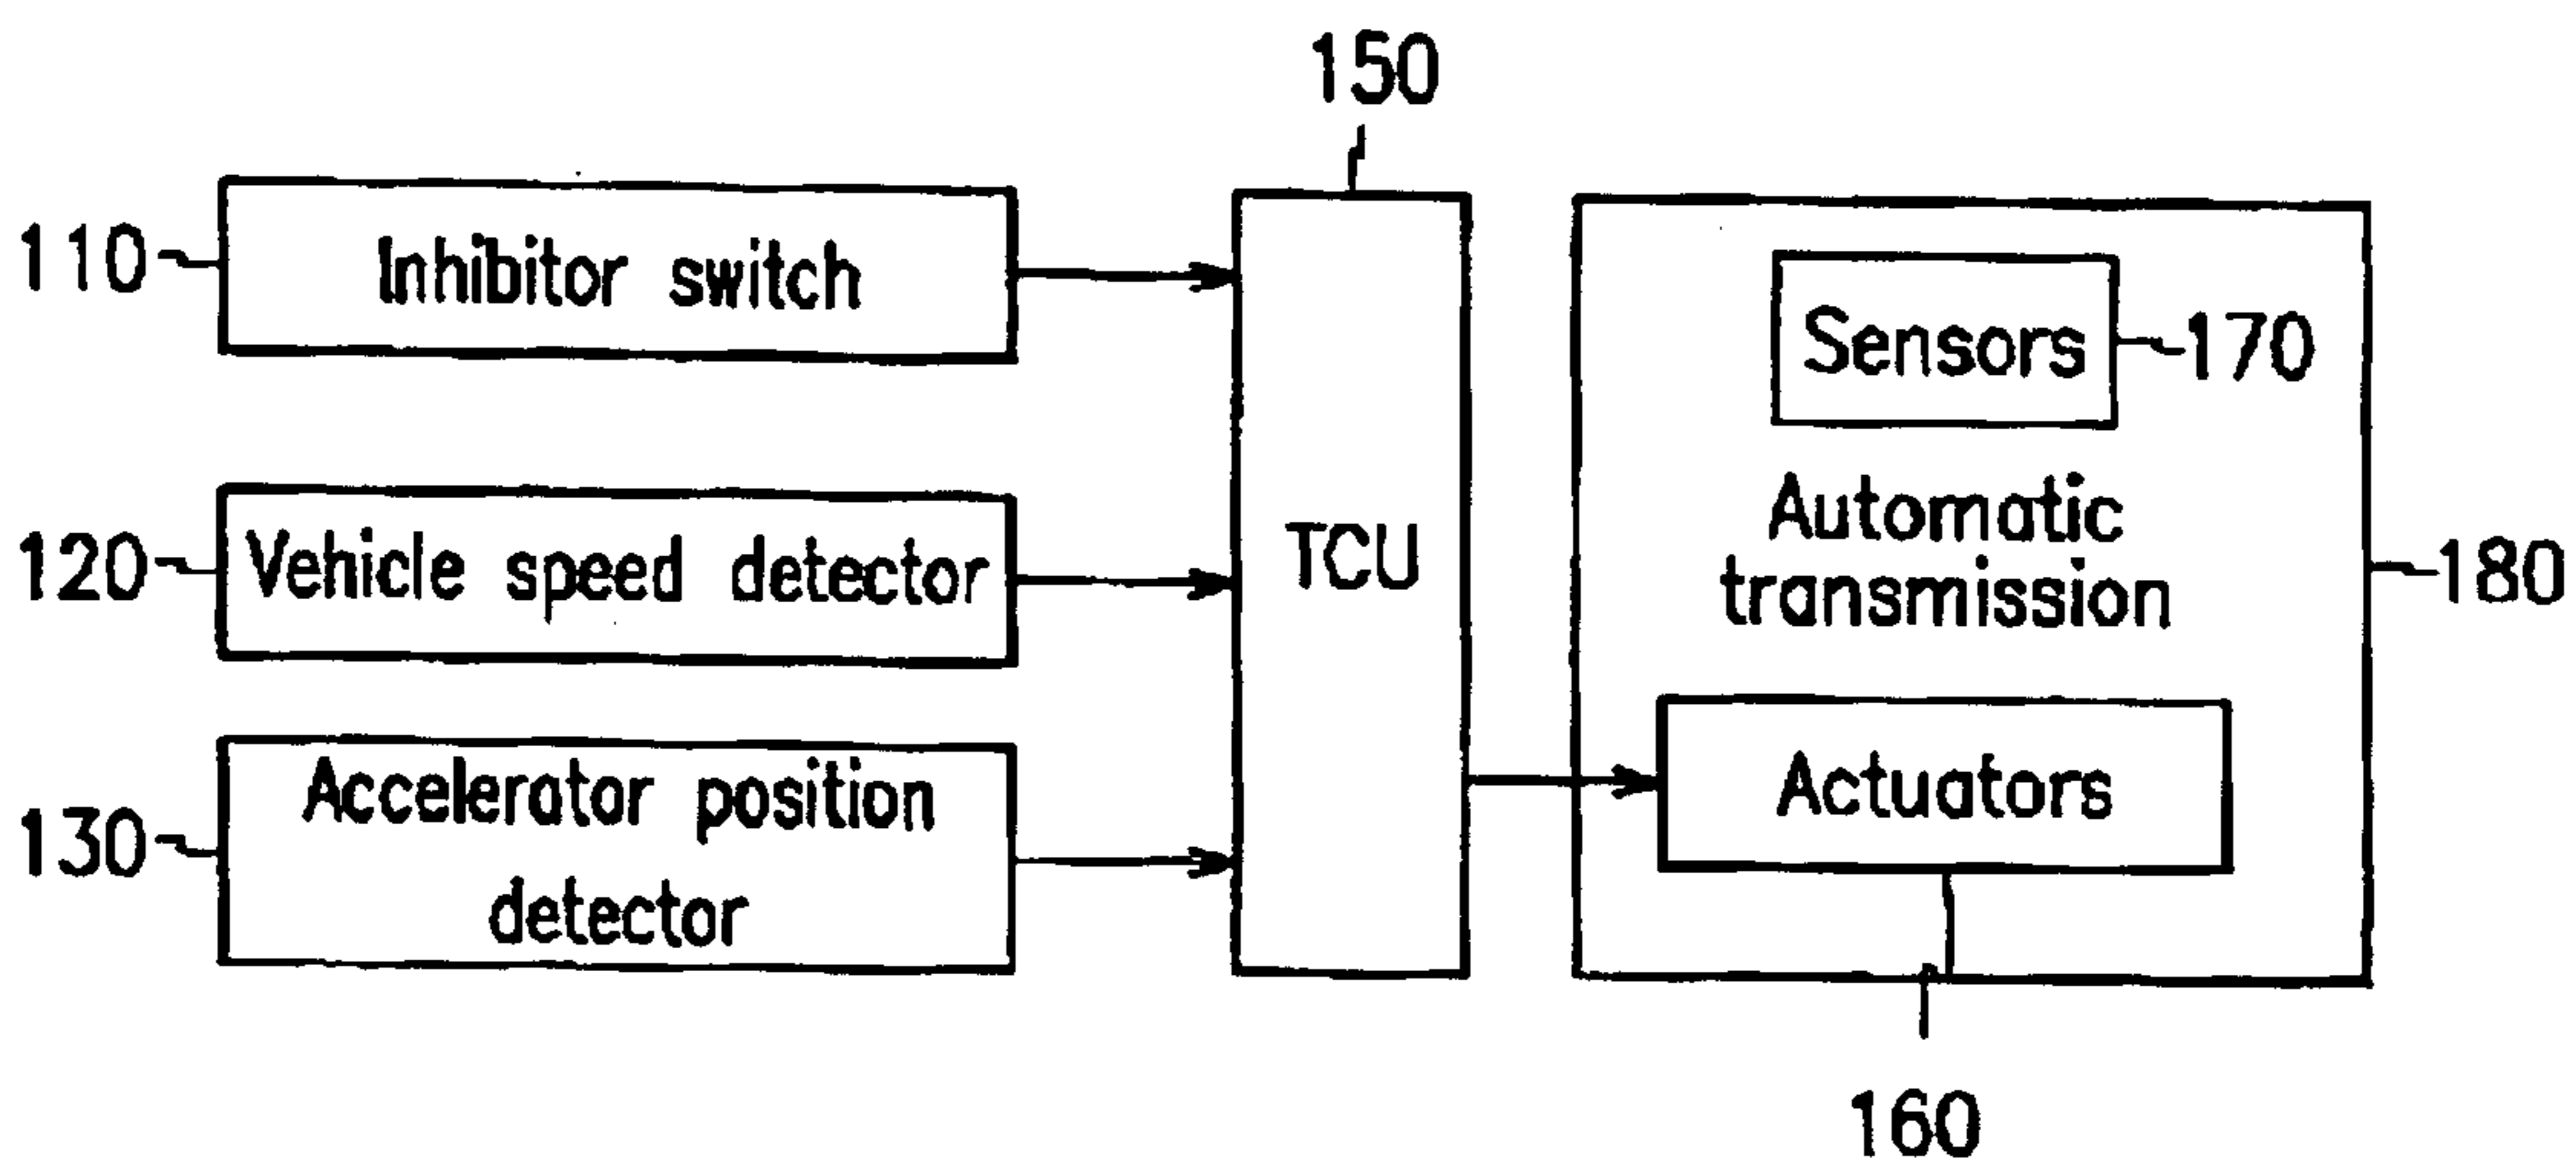 150
110
Inhibitor switch
Sensors
170
120
Vehicle speed detector
TCU
Automatic
transmission
180
130
Accelerator position
detector
Actuators
160